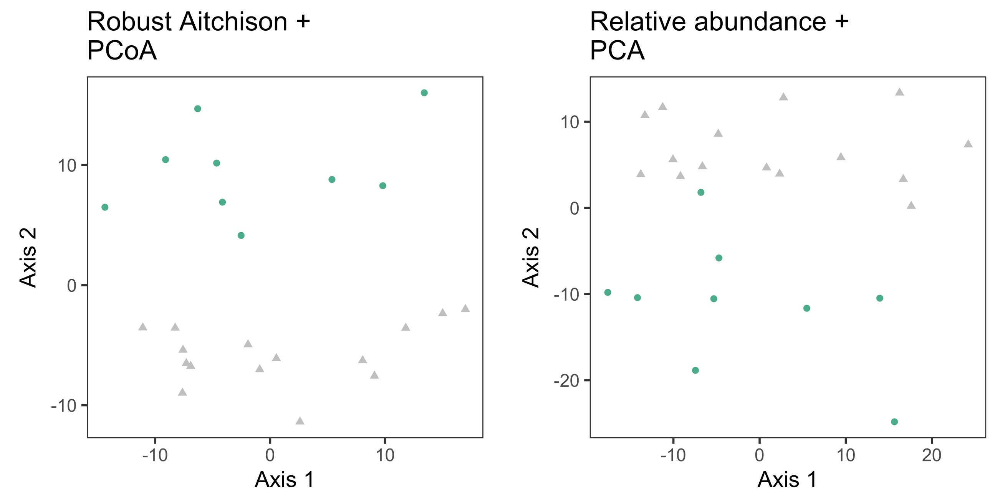 Robust Aitchison +
PCoA
Axis 2
10
0
-10
-10
0
10
Axis 1
Relative abundance +
PCA
Axis 2
10
0
-10
-20
-10
0
10
20
Axis 1